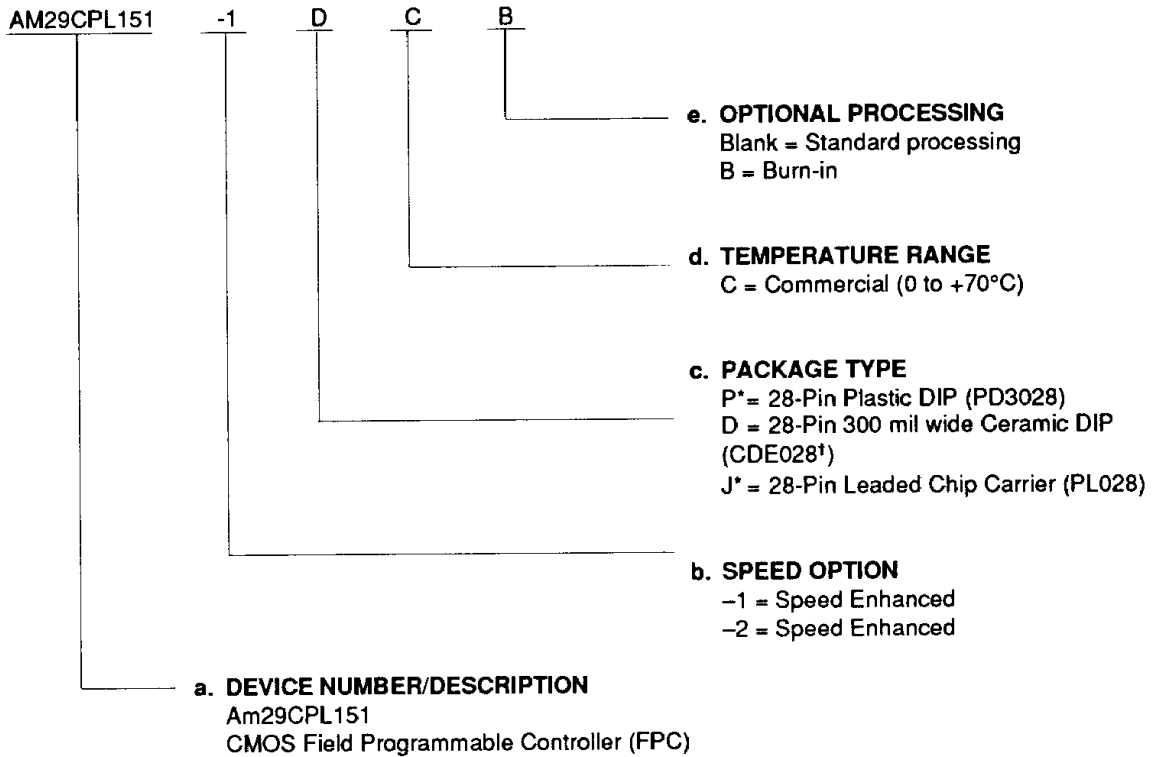 AM29CPL151 -1 D C B
e. OPTIONAL PROCESSING
Blank = Standard processing
B = Burn-in
d. TEMPERATURE RANGE
C = Commercial (0 to +70°C)
c. PACKAGE TYPE
P*= 28-Pin Plastic DIP (PD3028)
D = 28-Pin 300 mil wide Ceramic DIP
(CDE028†)
J* = 28-Pin Leaded Chip Carrier (PL028)
b. SPEED OPTION
–1 = Speed Enhanced
–2 = Speed Enhanced
a. DEVICE NUMBER/DESCRIPTION
Am29CPL151
CMOS Field Programmable Controller (FPC)